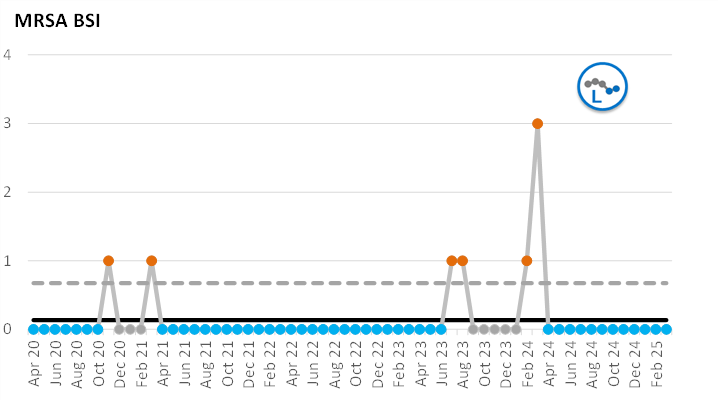 MRSA BSI
4
3
2
1
0
L
Apr 20
Jun 20
Aug 20
Oct 20
Dec 20
Feb 21
Apr 21
Jun 21
Aug 21
Oct 21
Dec 21
Feb 22
Apr 22
Jun 22
Aug 22
Oct 22
Dec 22
Feb 23
Apr 23
Jun 23
Aug 23
Oct 23
Dec 23
Feb 24
Apr 24
Jun 24
Aug 24
Oct 24
Dec 24
Feb 25